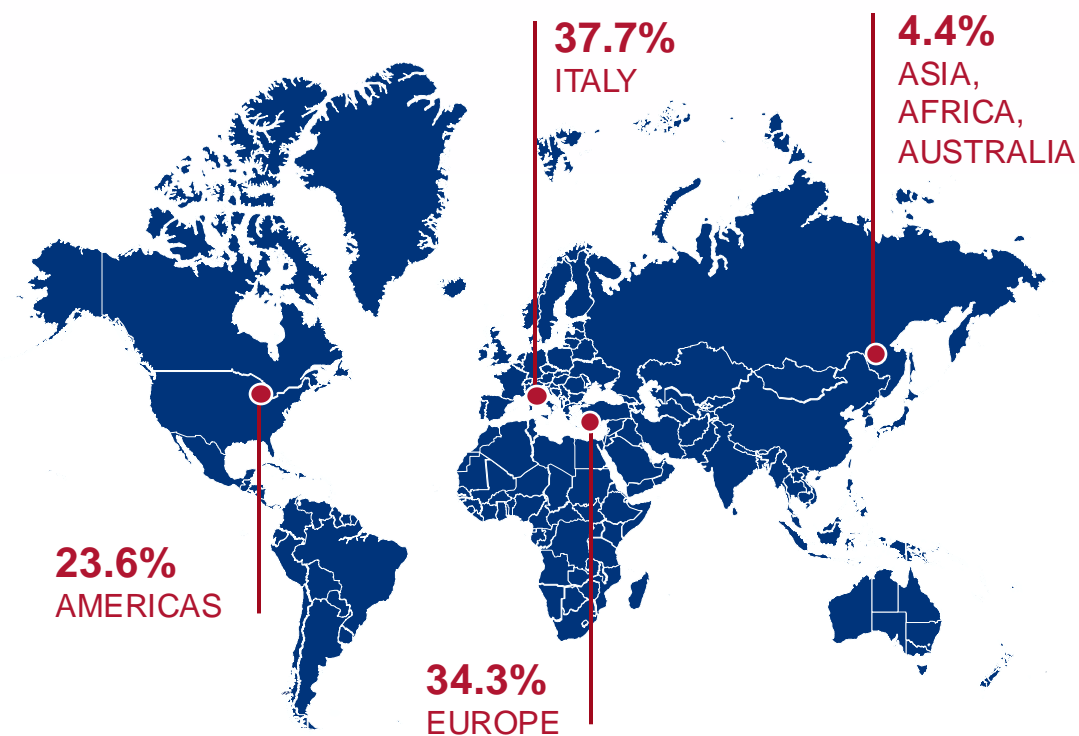 37.7%
ITALY
4.4%
ASIA,
AFRICA,
AUSTRALIA
23.6%
AMERICAS
34.3%
EUROPE